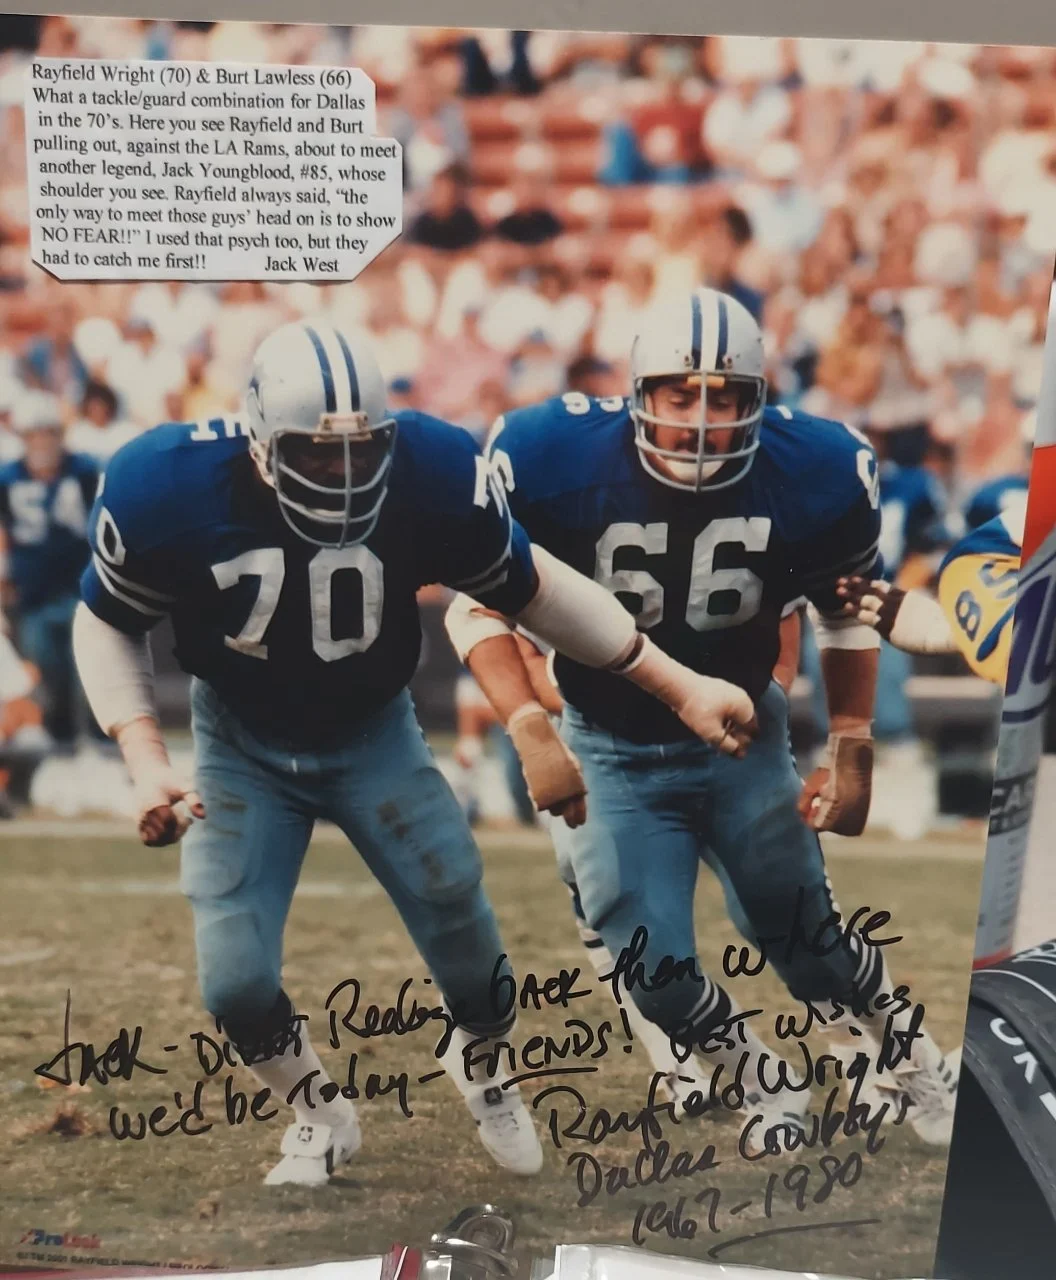 Rayfield Wright (70) & Burt Lawless (66)
What a tackle/guard combination for Dallas
in the 70's. Here you see Rayfield and Burt
pulling out, against the LA Rams, about to meet
another legend, Jack Youngblood, #85, whose
shoulder you see. Rayfield always said, “the
only way to meet those guys’ head on is to show
NO FEAR!!” I used that psych too, but they
had to catch me first!! Jack West
70
66
70
66
85
54
Jack - Didn't Realize back then where
we'd be Today - FriENDS! Best wishes,
Rayfield Wright
Dallas Cowboys
1967-1980
ProLook